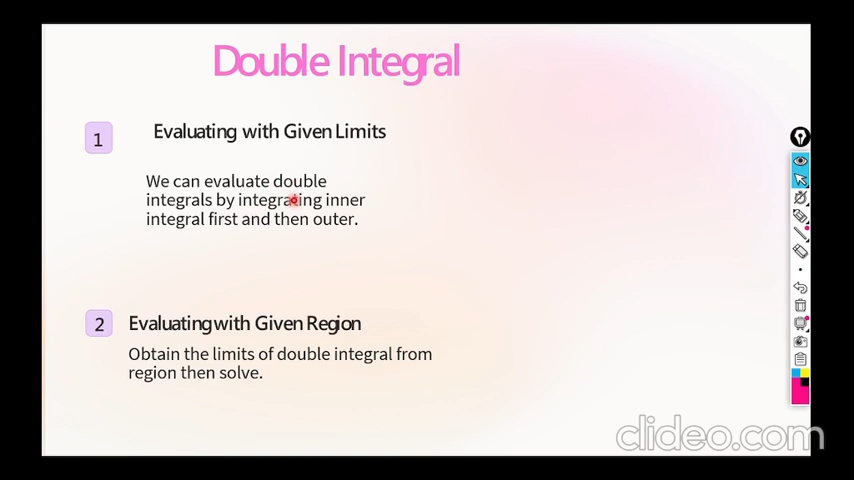 Double Integral
1
Evaluating with Given Limits
We can evaluate double
integrals by integrating inner
integral first and then outer.
2
Evaluating with Given Region
Obtain the limits of double integral from
region then solve.
clideo.com